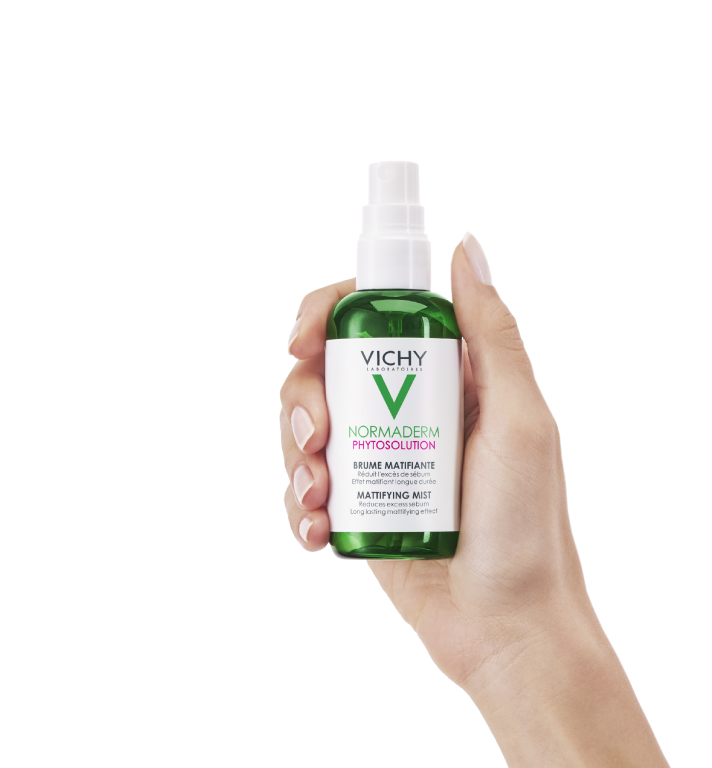 VICHY
LABORATOIRES
NORMADERM
PHYTOSOLUTION
BRUME MATIFIANTE
Réduit l'excès de sébum
Effet matifiant longue durée
MATTIFYING MIST
Reduces excess sebum
Long lasting mattifying effect